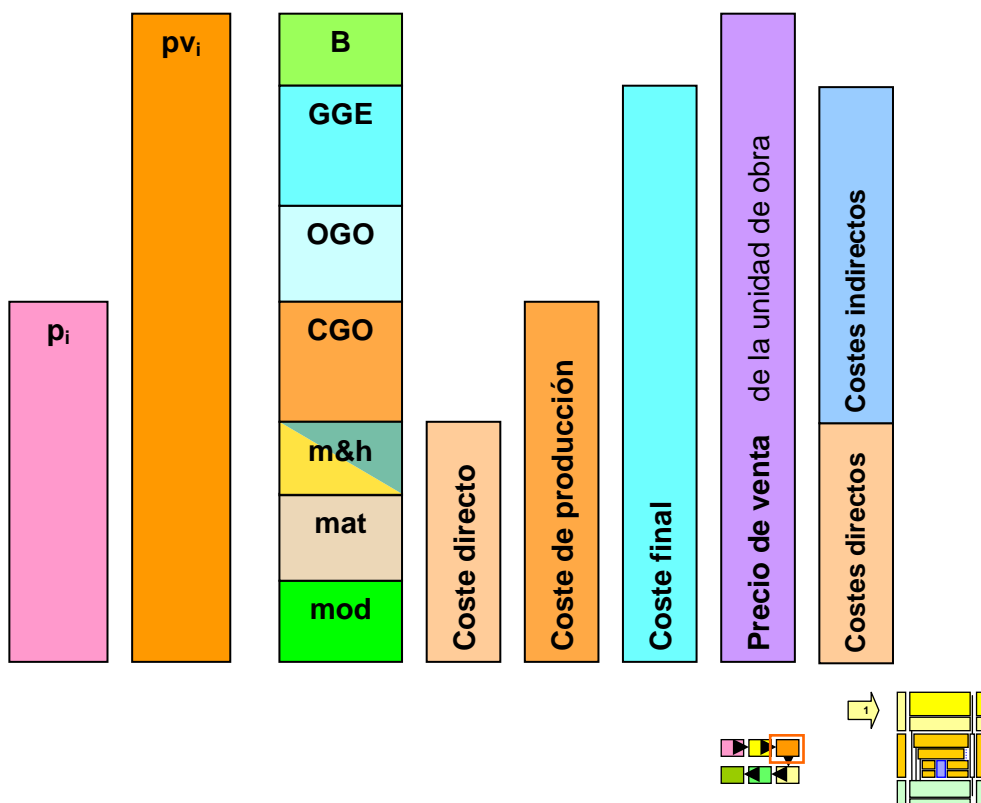 pvᵢ
B
GGE
OGO
pᵢ
CGO
m&h
mat
mod
Coste directo
Coste de producción
Coste final
Precio de venta de la unidad de obra
Costes indirectos
Costes directos
1